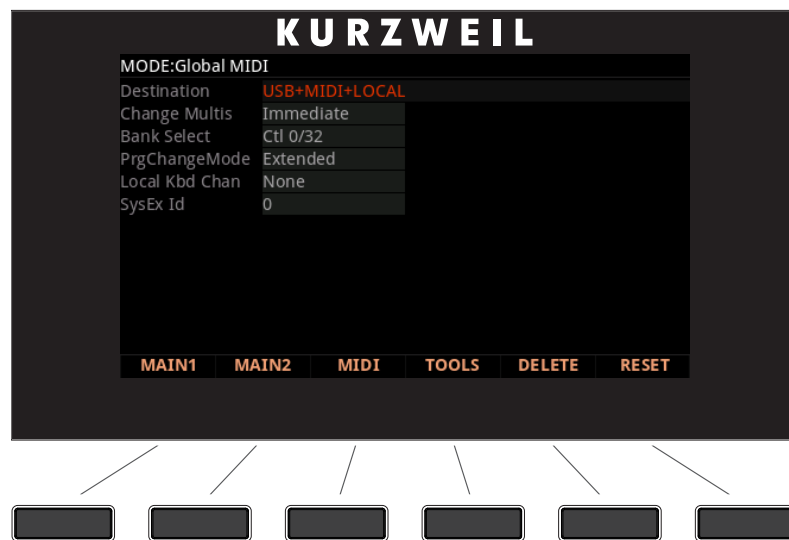 KURZWEIL
MODE:Global MIDI
Destination USB+MIDI+LOCAL
Change Multis Immediate
Bank Select Ctl 0/32
PrgChangeMode Extended
Local Kbd Chan None
SysEx Id 0
MAIN1 MAIN2 MIDI TOOLS DELETE RESET